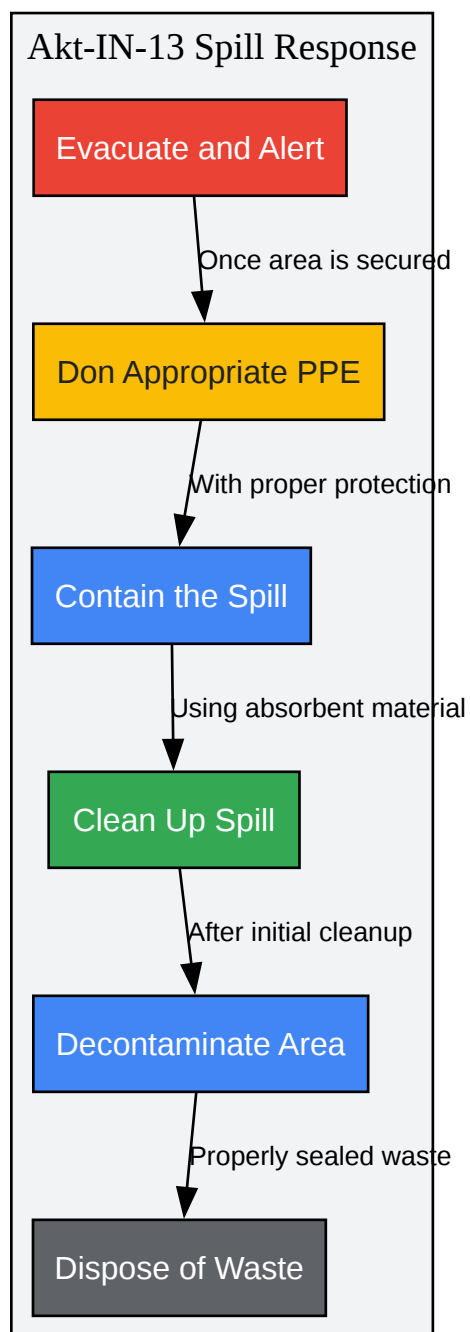 Akt-IN-13 Spill Response
Evacuate and Alert
Once area is secured
Don Appropriate PPE
With proper protection
Contain the Spill
Using absorbent material
Clean Up Spill
After initial cleanup
Decontaminate Area
Properly sealed waste
Dispose of Waste